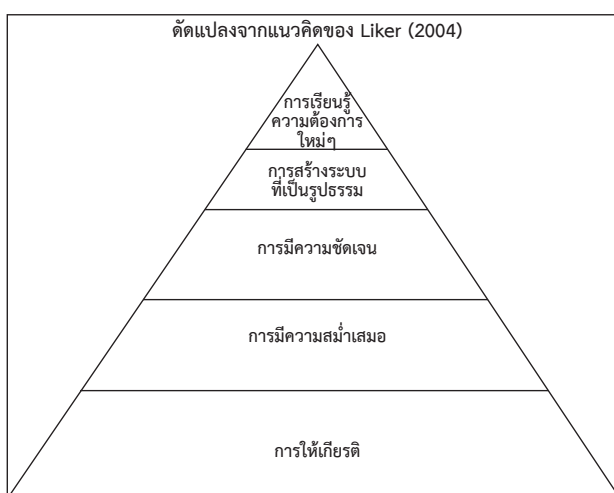 ดัดแปลงจากแนวคิดของ Liker (2004)
การเรียนรู้
ความต้องการ
ใหม่ๆ
การสร้างระบบ
ที่เป็นรูปธรรม
การมีความชัดเจน
การมีความสม่ำเสมอ
การให้เกียรติ